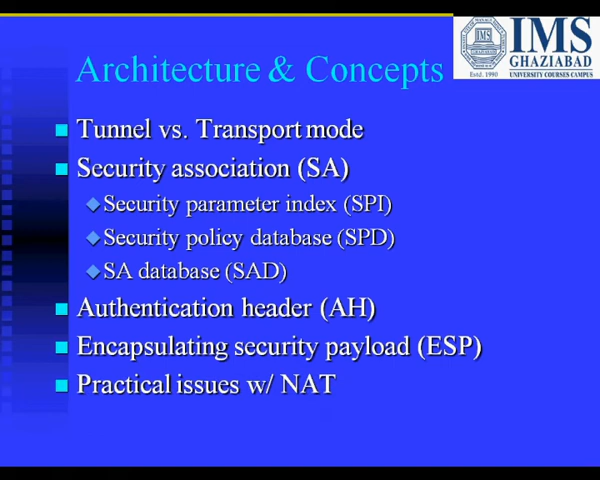 Architecture & Concepts
IMS
GHAZIABAD
UNIVERSITY COURSES CAMPUS
Estd. 1990
IMS
Tunnel vs. Transport mode
Security association (SA)
Security parameter index (SPI)
Security policy database (SPD)
SA database (SAD)
Authentication header (AH)
Encapsulating security payload (ESP)
Practical issues w/ NAT